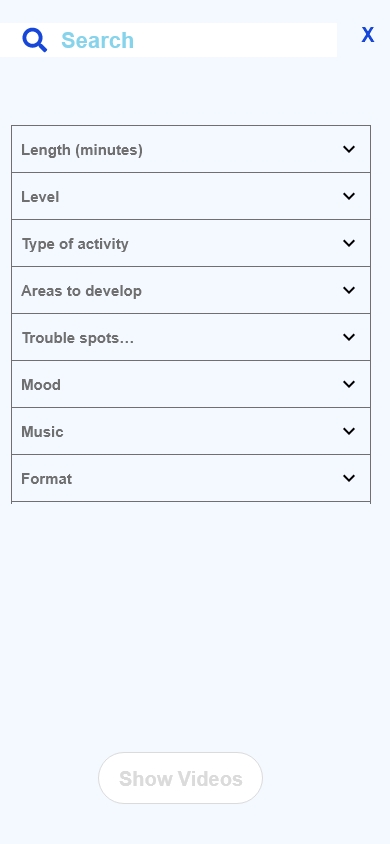 Search
X
Length (minutes)
Level
Type of activity
Areas to develop
Trouble spots…
Mood
Music
Format
Show Videos